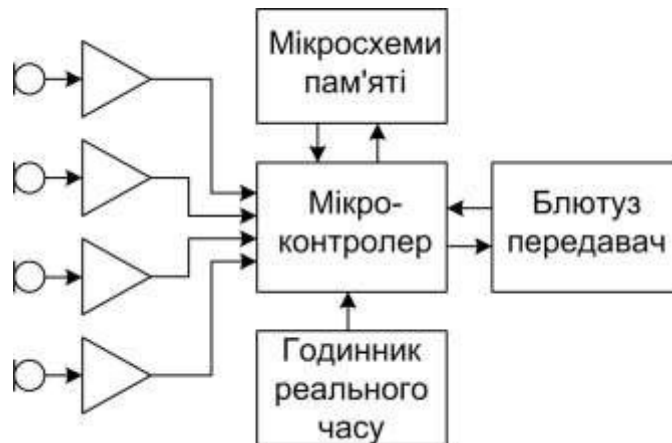 Мікросхеми
пам'яті
Мікро-
контролер
Блютуз
передавач
Годинник
реального
часу